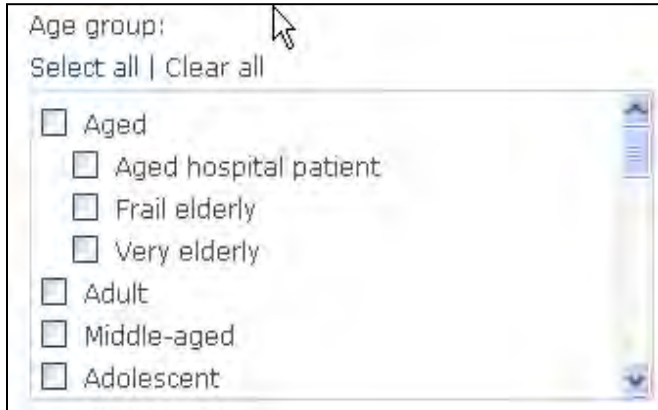 Age group:
Select all | Clear all
Aged
Aged hospital patient
Frail elderly
Very elderly
Adult
Middle-aged
Adolescent